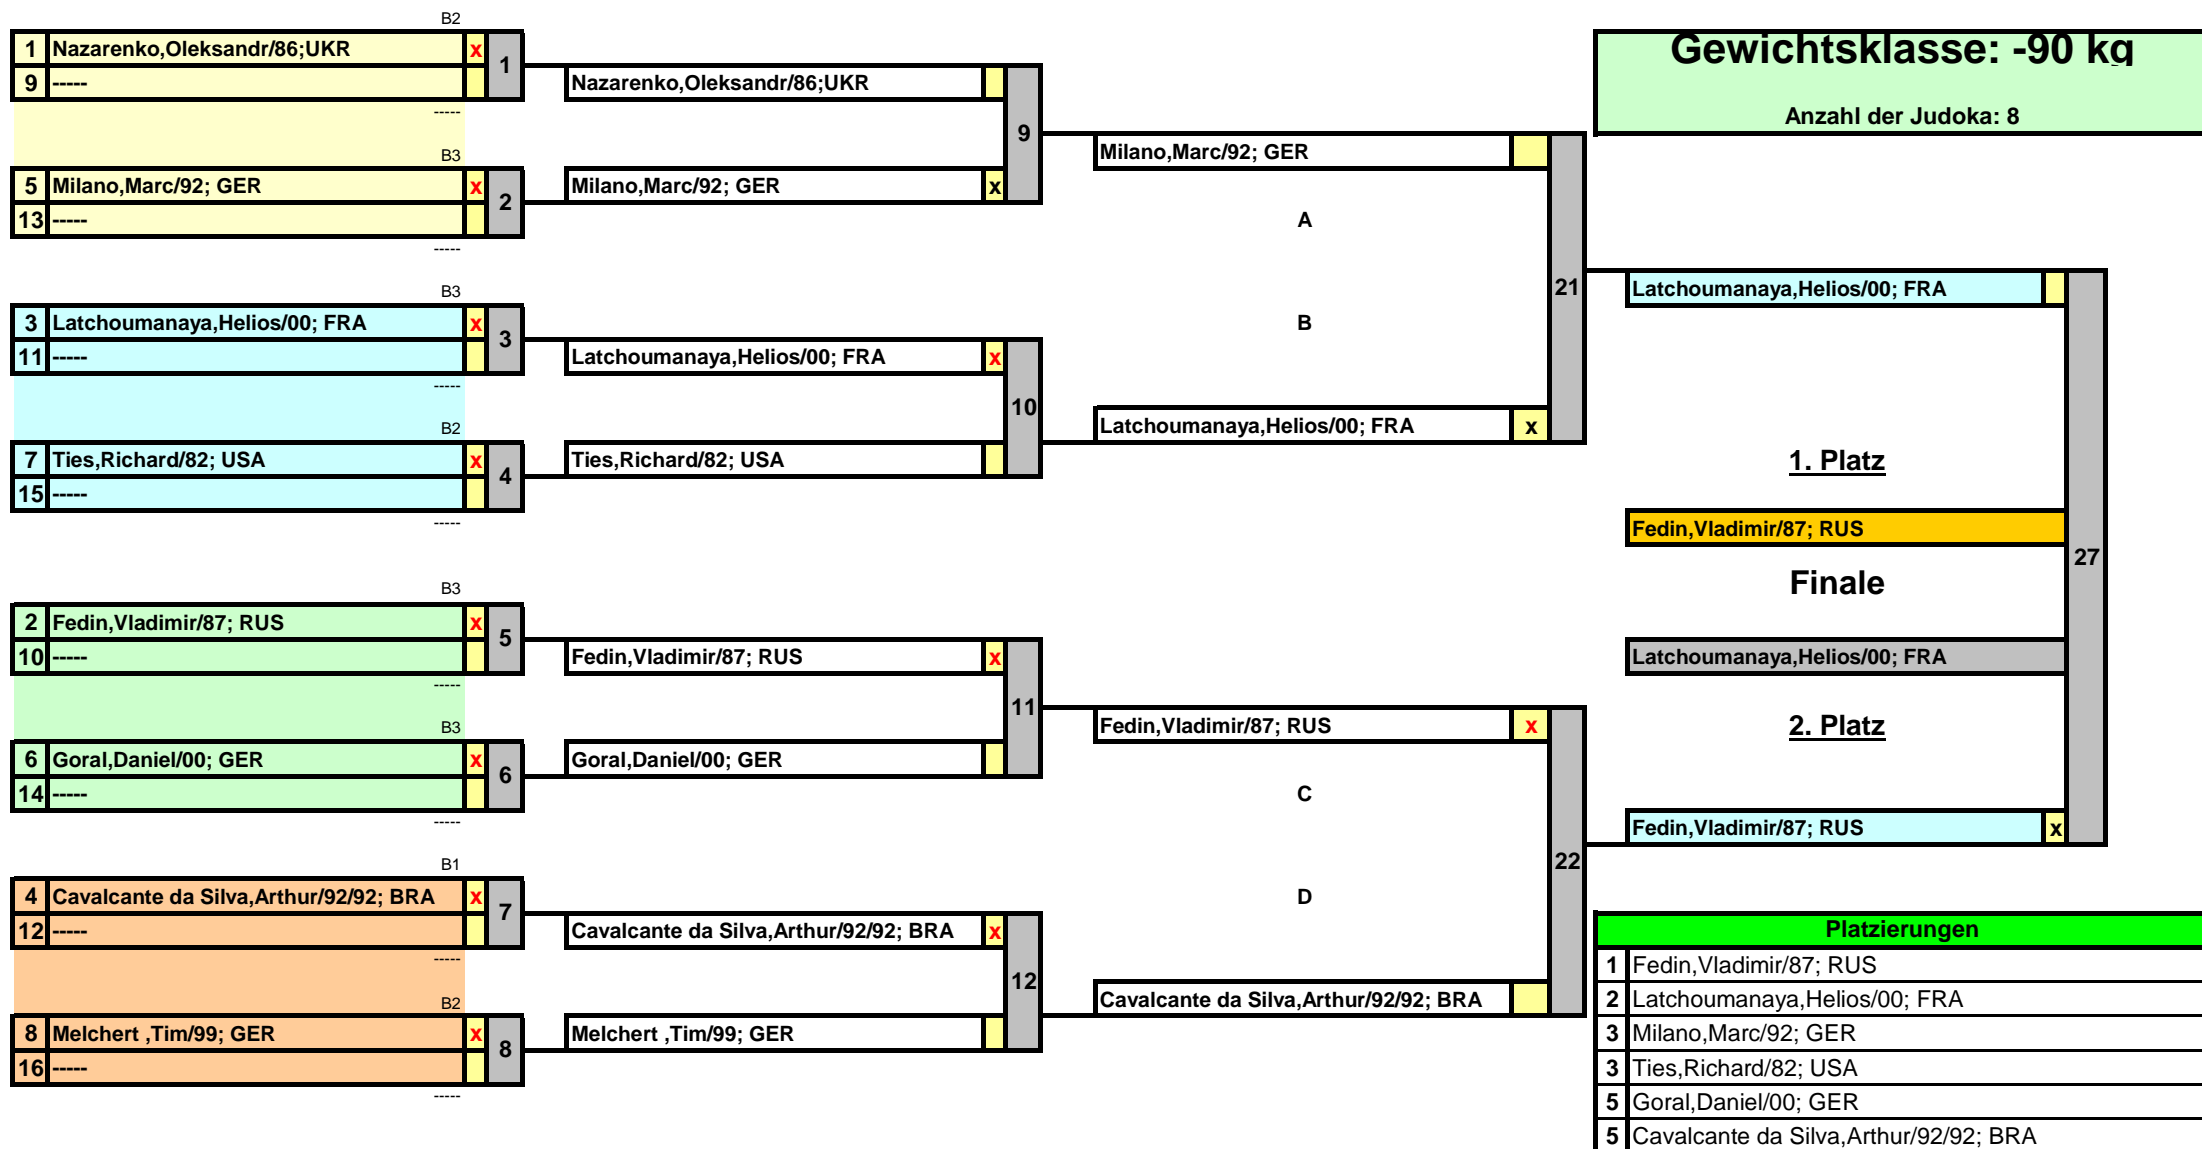 B2
1 Nazarenko,Oleksandr/86;UKR x 1
9 -----
-----
B3
5 Milano,Marc/92; GER x 2
13 -----
-----
B3
3 Latchoumanaya,Helios/00; FRA x 3
11 -----
-----
B2
7 Ties,Richard/82; USA x 4
15 -----
-----
B3
2 Fedin,Vladimir/87; RUS x 5
10 -----
-----
B3
6 Goral,Daniel/00; GER x 6
14 -----
-----
B1
4 Cavalcante da Silva,Arthur/92/92; BRA x 7
12 -----
-----
B2
8 Melchert ,Tim/99; GER x 8
16 -----
-----
Nazarenko,Oleksandr/86;UKR
9
Milano,Marc/92; GER x
Latchoumanaya,Helios/00; FRA x
10
Ties,Richard/82; USA
Fedin,Vladimir/87; RUS x
11
Goral,Daniel/00; GER
Cavalcante da Silva,Arthur/92/92; BRA x
12
Melchert ,Tim/99; GER
Milano,Marc/92; GER
A
21
B
Latchoumanaya,Helios/00; FRA x
Fedin,Vladimir/87; RUS x
C
22
D
Cavalcante da Silva,Arthur/92/92; BRA
Gewichtsklasse: -90 kg
Anzahl der Judoka: 8
Latchoumanaya,Helios/00; FRA
1. Platz
Fedin,Vladimir/87; RUS
27
Finale
Latchoumanaya,Helios/00; FRA
2. Platz
Fedin,Vladimir/87; RUS x
Platzierungen
1 Fedin,Vladimir/87; RUS
2 Latchoumanaya,Helios/00; FRA
3 Milano,Marc/92; GER
3 Ties,Richard/82; USA
5 Goral,Daniel/00; GER
5 Cavalcante da Silva,Arthur/92/92; BRA